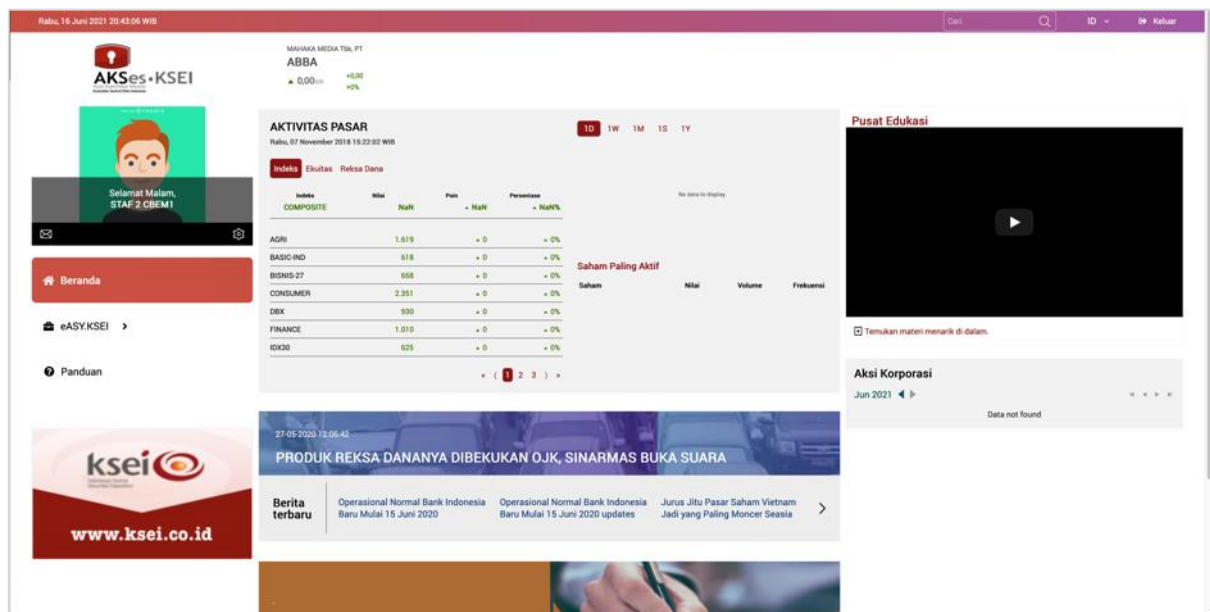 Rabu, 16 Juni 2021 20:43:06 WIB
Cari
ID
Keluar
AKSes•KSEI
MAHAKA MEDIA Tbk, PT
ABBA
▲ 0,00
+0,00
+0%
Selamat Malam,
STAF 2 CBEM1
Beranda
eASY.KSEI >
Panduan
ksei
www.ksei.co.id
AKTIVITAS PASAR
Rabu, 07 November 2018 15:22:02 WIB
Indeks Ekuitas Reksa Dana
Indeks Nilai Poin Persentase
COMPOSITE NaN ▲ NaN ▲ NaN%
AGRI 1.619 ▲ 0 ▲ 0%
BASIC-IND 618 ▲ 0 ▲ 0%
BISNIS-27 658 ▲ 0 ▲ 0%
CONSUMER 2.351 ▲ 0 ▲ 0%
DBX 930 ▲ 0 ▲ 0%
FINANCE 1.010 ▲ 0 ▲ 0%
IDX30 625 ▲ 0 ▲ 0%
« ⟨ 1 2 3 ⟩ »
1D 1W 1M 1S 1Y
No data to display
Saham Paling Aktif
Saham Nilai Volume Frekuensi
27-05-2020 12:06:42
PRODUK REKSA DANANYA DIBEKUKAN OJK, SINARMAS BUKA SUARA
Berita
terbaru
Operasional Normal Bank Indonesia
Baru Mulai 15 Juni 2020
Operasional Normal Bank Indonesia
Baru Mulai 15 Juni 2020 updates
Jurus Jitu Pasar Saham Vietnam
Jadi yang Paling Moncer Seasia
Pusat Edukasi
Temukan materi menarik di dalam.
Aksi Korporasi
Jun 2021
Data not found